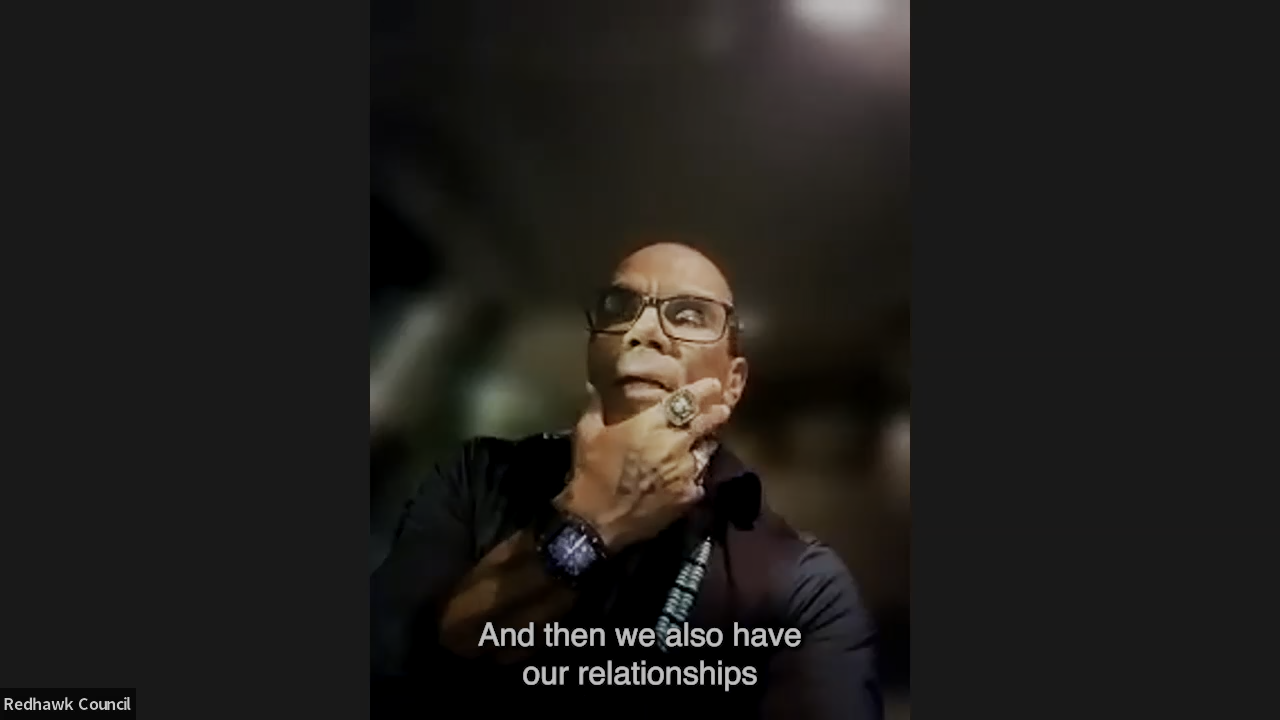 And then we also have
our relationships
Redhawk Council